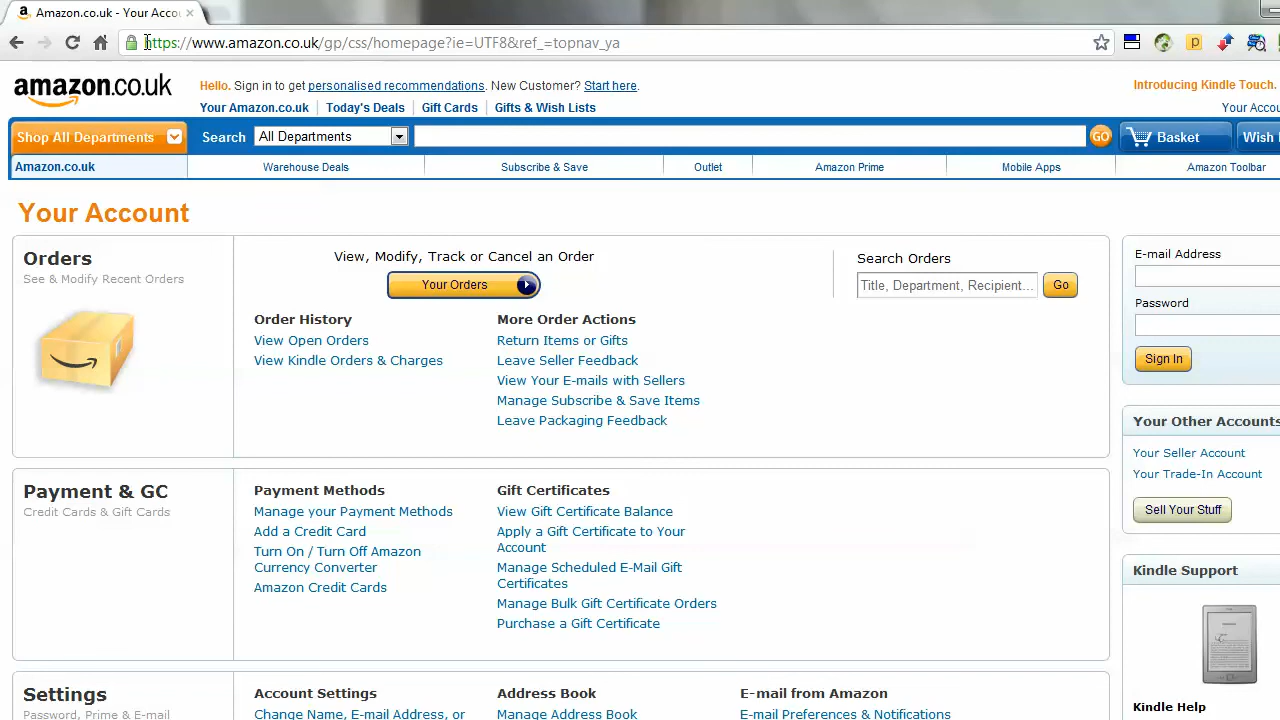 Amazon.co.uk - Your Accou
https://www.amazon.co.uk/gp/css/homepage?ie=UTF8&ref_=topnav_ya
amazon.co.uk
Hello. Sign in to get personalised recommendations. New Customer? Start here.
Introducing Kindle Touch.
Your Amazon.co.uk
Today's Deals
Gift Cards
Gifts & Wish Lists
Your Accou
Shop All Departments
Search
All Departments
GO
Basket
Wish
Amazon.co.uk
Warehouse Deals
Subscribe & Save
Outlet
Amazon Prime
Mobile Apps
Amazon Toolbar
Your Account
Orders
See & Modify Recent Orders
View, Modify, Track or Cancel an Order
Your Orders
Search Orders
Title, Department, Recipient...
Go
Order History
View Open Orders
View Kindle Orders & Charges
More Order Actions
Return Items or Gifts
Leave Seller Feedback
View Your E-mails with Sellers
Manage Subscribe & Save Items
Leave Packaging Feedback
E-mail Address
Password
Sign In
Your Other Accounts
Your Seller Account
Your Trade-In Account
Sell Your Stuff
Payment & GC
Credit Cards & Gift Cards
Payment Methods
Manage your Payment Methods
Add a Credit Card
Turn On / Turn Off Amazon
Currency Converter
Amazon Credit Cards
Gift Certificates
View Gift Certificate Balance
Apply a Gift Certificate to Your
Account
Manage Scheduled E-Mail Gift
Certificates
Manage Bulk Gift Certificate Orders
Purchase a Gift Certificate
Kindle Support
Kindle Help
Settings
Password, Prime & E-mail
Account Settings
Change Name, E-mail Address, or
Address Book
Manage Address Book
E-mail from Amazon
E-mail Preferences & Notifications